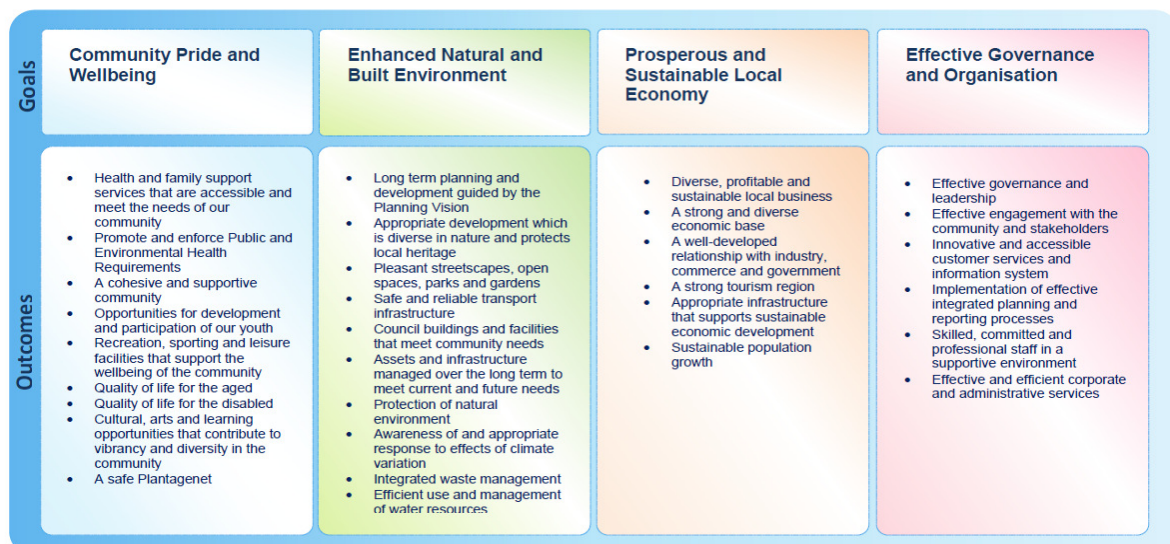 Goals
Community Pride and
Wellbeing
Enhanced Natural and
Built Environment
Prosperous and
Sustainable Local
Economy
Effective Governance
and Organisation
Outcomes
• Health and family support
services that are accessible and
meet the needs of our
community
• Promote and enforce Public and
Environmental Health
Requirements
• A cohesive and supportive
community
• Opportunities for development
and participation of our youth
• Recreation, sporting and leisure
facilities that support the
wellbeing of the community
• Quality of life for the aged
• Quality of life for the disabled
• Cultural, arts and learning
opportunities that contribute to
vibrancy and diversity in the
community
• A safe Plantagenet
• Long term planning and
development guided by the
Planning Vision
• Appropriate development which
is diverse in nature and protects
local heritage
• Pleasant streetscapes, open
spaces, parks and gardens
• Safe and reliable transport
infrastructure
• Council buildings and facilities
that meet community needs
• Assets and infrastructure
managed over the long term to
meet current and future needs
• Protection of natural
environment
• Awareness of and appropriate
response to effects of climate
variation
• Integrated waste management
• Efficient use and management
of water resources
• Diverse, profitable and
sustainable local business
• A strong and diverse
economic base
• A well-developed
relationship with industry,
commerce and government
• A strong tourism region
• Appropriate infrastructure
that supports sustainable
economic development
• Sustainable population
growth
• Effective governance and
leadership
• Effective engagement with the
community and stakeholders
• Innovative and accessible
customer services and
information system
• Implementation of effective
integrated planning and
reporting processes
• Skilled, committed and
professional staff in a
supportive environment
• Effective and efficient corporate
and administrative services